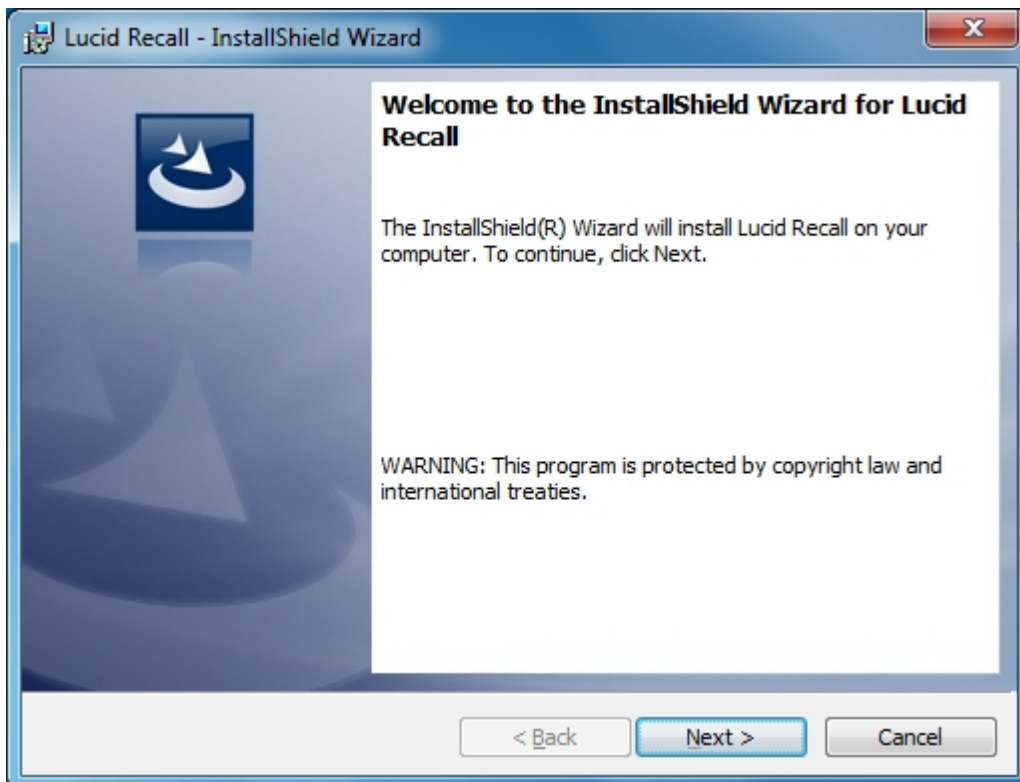 Lucid Recall - InstallShield Wizard
Welcome to the InstallShield Wizard for Lucid
Recall
The InstallShield(R) Wizard will install Lucid Recall on your
computer. To continue, click Next.
WARNING: This program is protected by copyright law and
international treaties.
< Back Next > Cancel